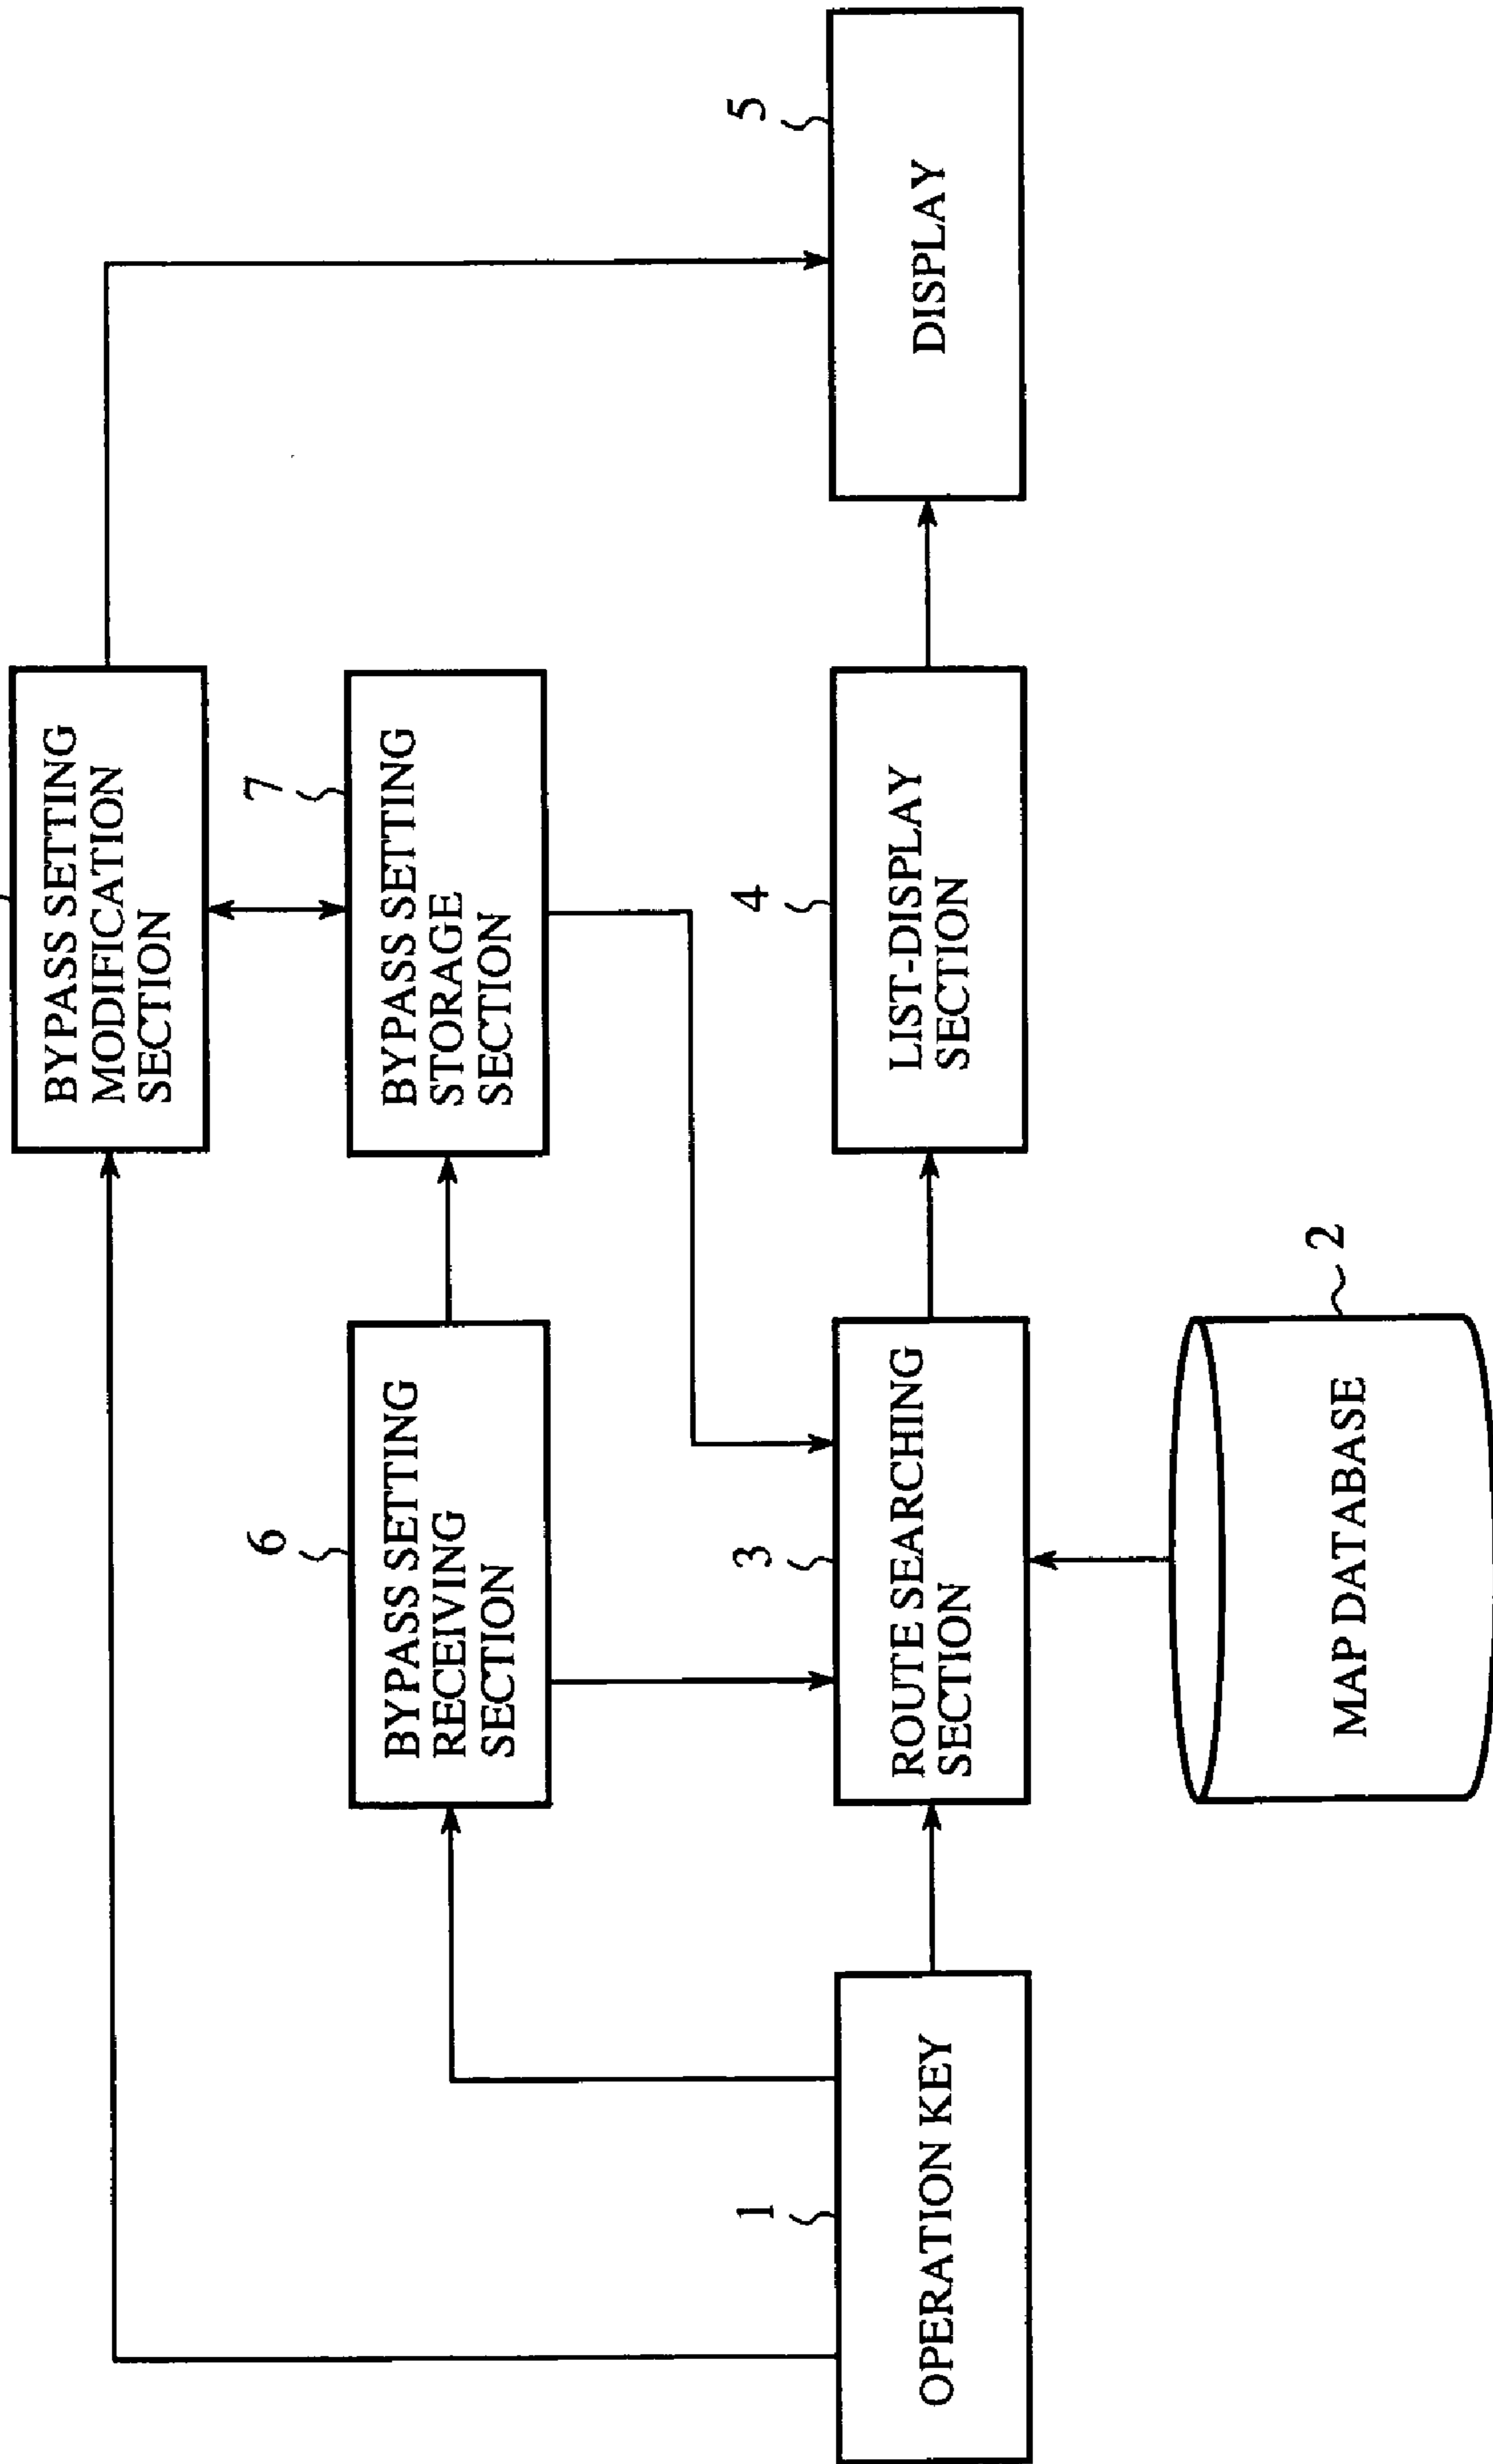 BYPASS SETTING
MODIFICATION
SECTION
7
BYPASS SETTING
STORAGE
SECTION
6
BYPASS SETTING
RECEIVING
SECTION
1
OPERATION KEY
3
ROUTE SEARCHING
SECTION
4
LIST-DISPLAY
SECTION
5
DISPLAY
2
MAP DATABASE